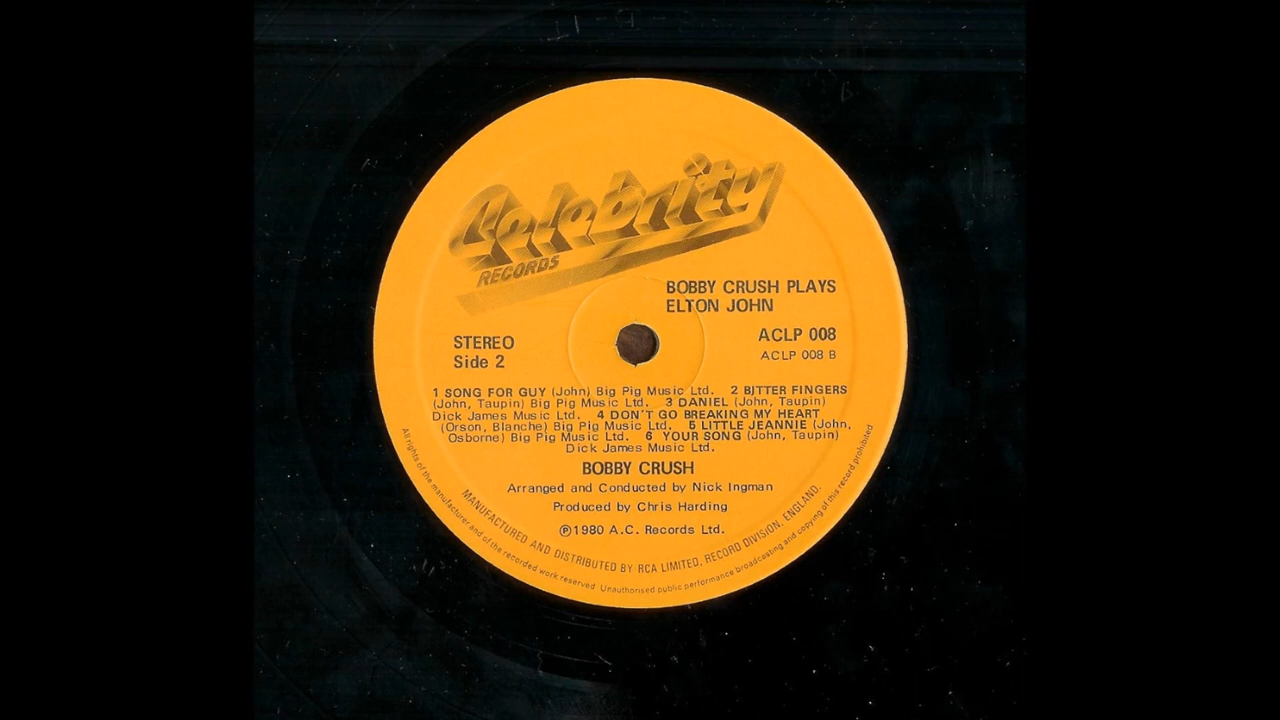 Celebrity
RECORDS
BOBBY CRUSH PLAYS
ELTON JOHN
STEREO
Side 2
ACLP 008
ACLP 008 B
1 SONG FOR GUY (John) Big Pig Music Ltd. 2 BITTER FINGERS
(John, Taupin) Big Pig Music Ltd. 3 DANIEL (John, Taupin)
Dick James Music Ltd. 4 DON'T GO BREAKING MY HEART
(Orson, Blanche) Big Pig Music Ltd. 5 LITTLE JEANNIE (John,
Osborne) Big Pig Music Ltd. 6 YOUR SONG (John, Taupin)
Dick James Music Ltd.
BOBBY CRUSH
Arranged and Conducted by Nick Ingman
Produced by Chris Harding
℗1980 A.C. Records Ltd.
MANUFACTURED AND DISTRIBUTED BY RCA LIMITED, RECORD DIVISION, ENGLAND.
All rights of the manufacturer and of the recorded work reserved Unauthorised public performance broadcasting and copying of this record prohibited